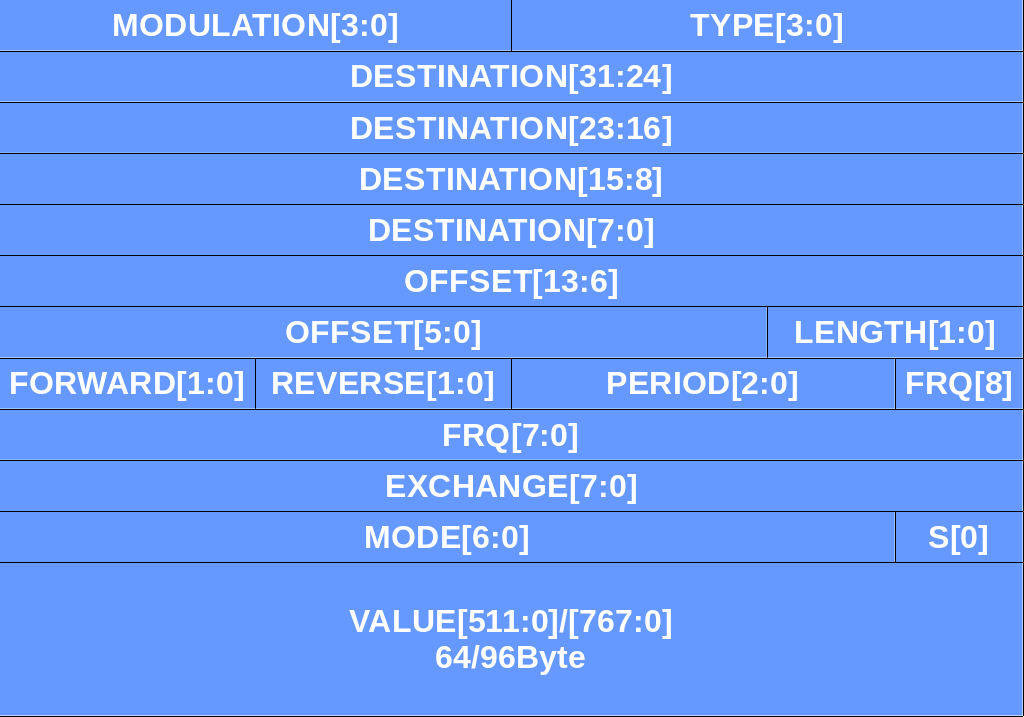 MODULATION[3:0] TYPE[3:0]
DESTINATION[31:24]
DESTINATION[23:16]
DESTINATION[15:8]
DESTINATION[7:0]
OFFSET[13:6]
OFFSET[5:0] LENGTH[1:0]
FORWARD[1:0] REVERSE[1:0] PERIOD[2:0] FRQ[8]
FRQ[7:0]
EXCHANGE[7:0]
MODE[6:0] S[0]
VALUE[511:0]/[767:0]
64/96Byte